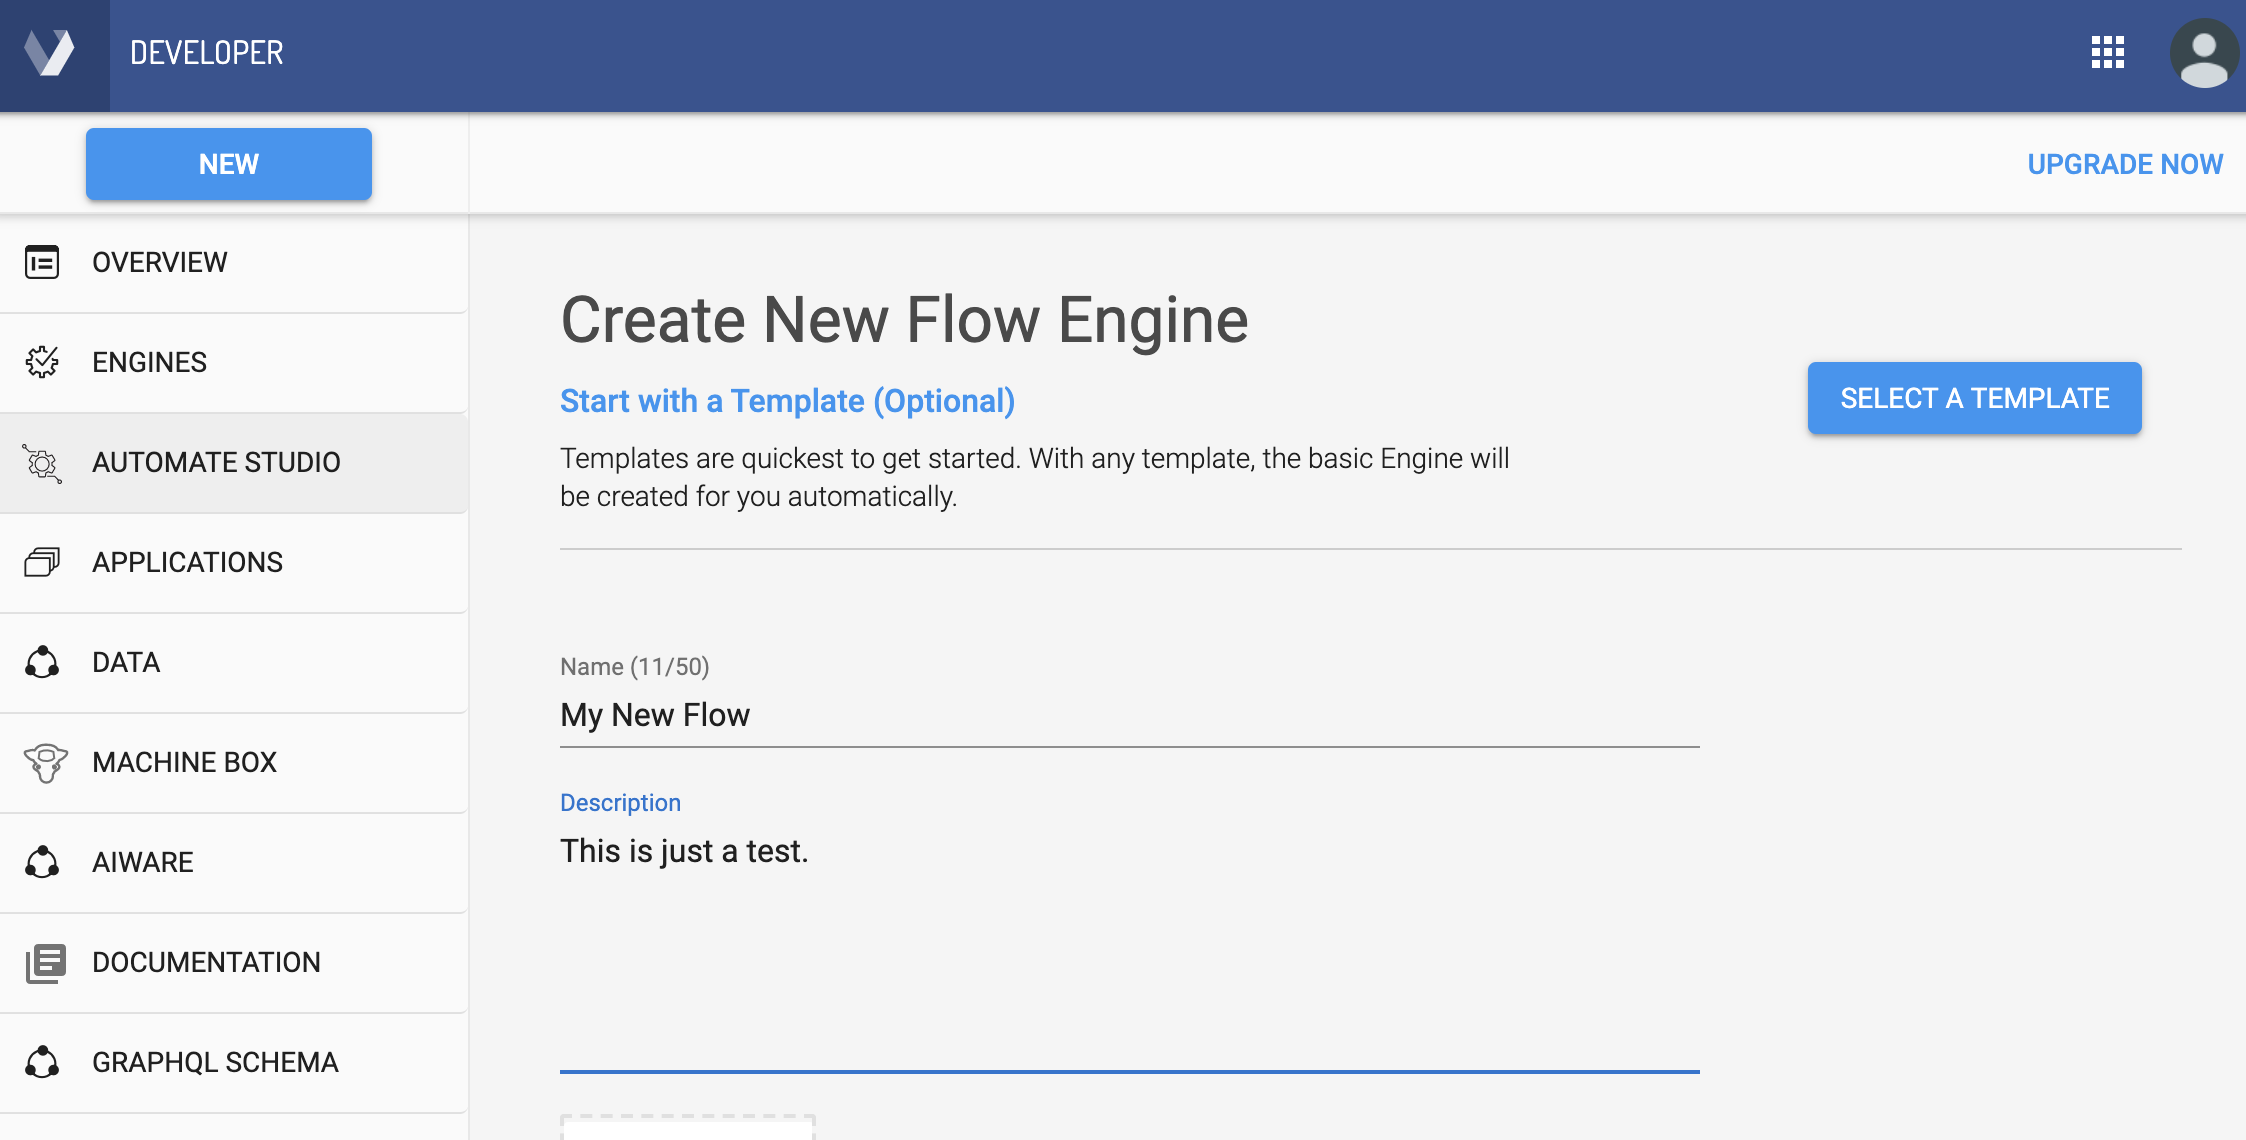 DEVELOPER
NEW
UPGRADE NOW
OVERVIEW
ENGINES
AUTOMATE STUDIO
APPLICATIONS
DATA
MACHINE BOX
AIWARE
DOCUMENTATION
GRAPHQL SCHEMA
Create New Flow Engine
Start with a Template (Optional)
SELECT A TEMPLATE
Templates are quickest to get started. With any template, the basic Engine will
be created for you automatically.
Name (11/50)
My New Flow
Description
This is just a test.